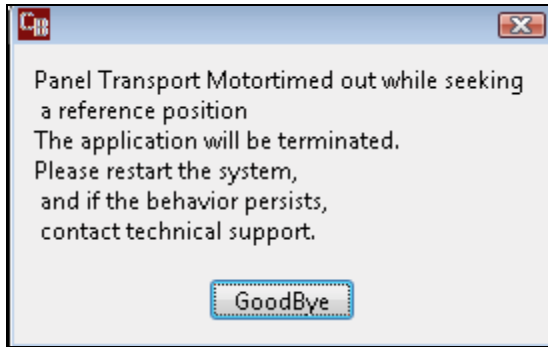 Panel Transport Motortimed out while seeking
a reference position
The application will be terminated.
Please restart the system,
and if the behavior persists,
contact technical support.
GoodBye